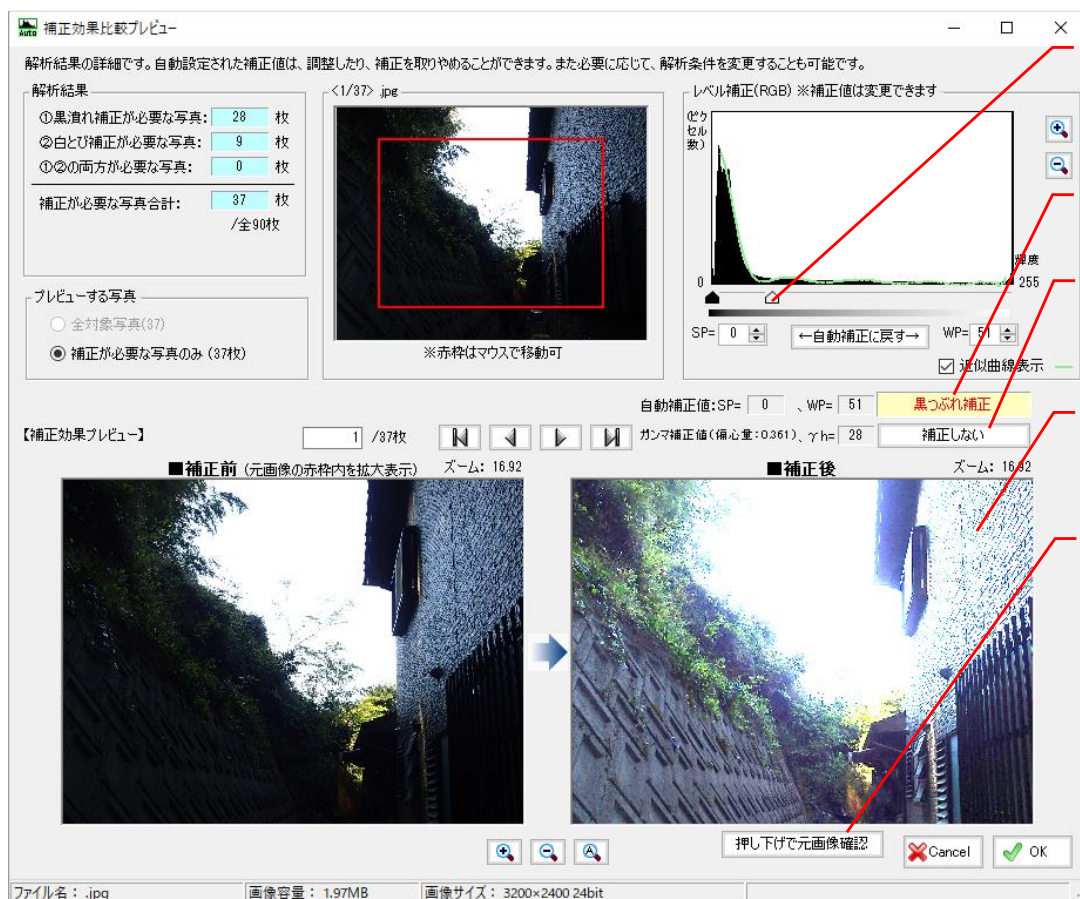 補正効果比較プレビュー
解析結果の詳細です。自動設定された補正値は、調整したり、補正を取りやめることができます。また必要に応じて、解析条件を変更することも可能です。
解析結果
①黒潰れ補正が必要な写真： 28 枚
②白とび補正が必要な写真： 9 枚
①②の両方が必要な写真： 0 枚
補正が必要な写真合計： 37 枚
/全90枚
プレビューする写真
全対象写真(37)
補正が必要な写真のみ (37枚)
<1/37> .jpg
※赤枠はマウスで移動可
レベル補正(RGB) ※補正値は変更できます
(ピク
セル
数)
輝度
0 255
SP= 0 ←自動補正に戻す→ WP= 51
近似曲線表示
自動補正値:SP= 0 、WP= 51 黒つぶれ補正
【補正効果プレビュー】 1 /37枚 ガンマ補正値(偏心量:0.361)、γh= 28 補正しない
■補正前 (元画像の赤枠内を拡大表示) ズーム: 16.92 ■補正後 ズーム: 16.92
押し下げで元画像確認 Cancel OK
ファイル名： .jpg 画像容量： 1.97MB 画像サイズ： 3200×2400 24bit